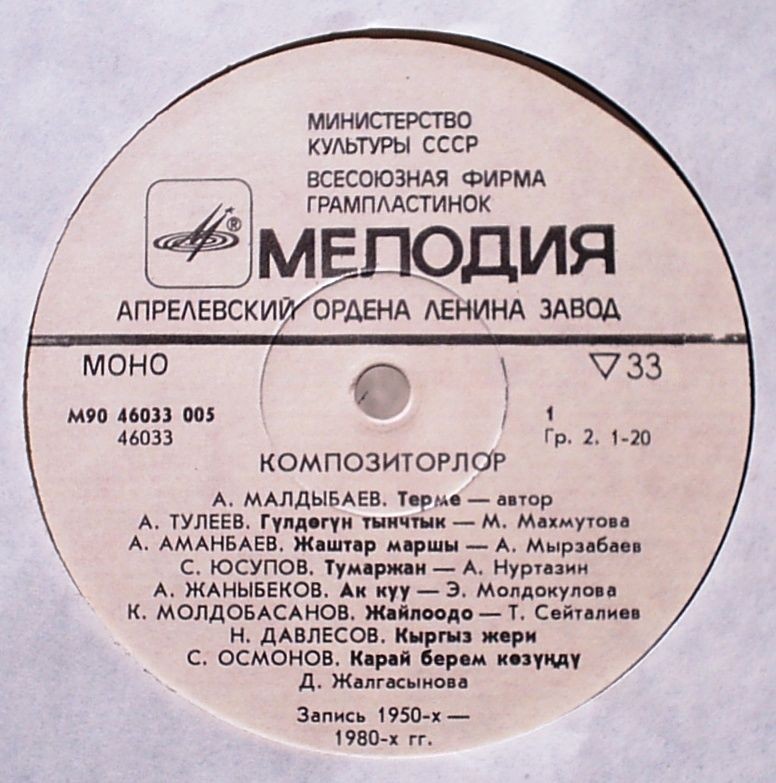 МИНИСТЕРСТВО
КУЛЬТУРЫ СССР
ВСЕСОЮЗНАЯ ФИРМА
ГРАМПЛАСТИНОК
®
МЕЛОДИЯ
АПРЕЛЕВСКИЙ ОРДЕНА ЛЕНИНА ЗАВОД
МОНО ▽33
М90 46033 005 1
46033 Гр. 2. 1-20
КОМПОЗИТОРЛОР
А. МАЛДЫБАЕВ. Терме — автор
А. ТУЛЕЕВ. Гүлдөгүн тынчтык — М. Махмутова
А. АМАНБАЕВ. Жаштар маршы — А. Мырзабаев
С. ЮСУПОВ. Тумаржан — А. Нуртазин
А. ЖАНЫБЕКОВ. Ак куу — Э. Молдокулова
К. МОЛДОБАСАНОВ. Жайлоодо — Т. Сейталиев
Н. ДАВЛЕСОВ. Кыргыз жери
С. ОСМОНОВ. Карай берем көзүңдү
Д. Жалгасынова
Запись 1950-х —
1980-х гг.